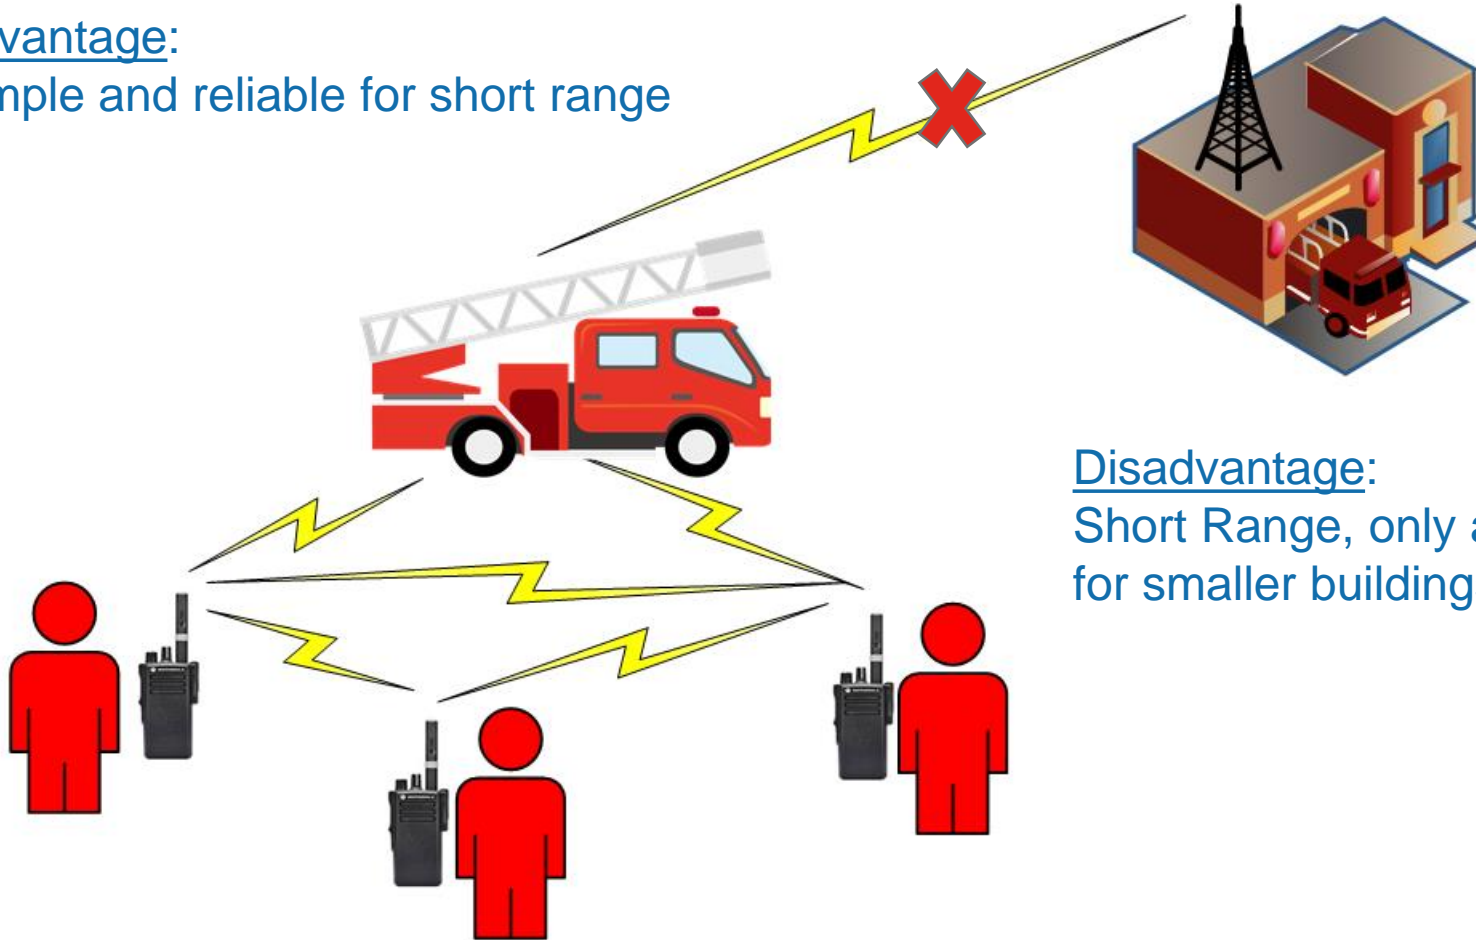 vantage:
mple and reliable for short range
Disadvantage:
Short Range, only
for smaller building